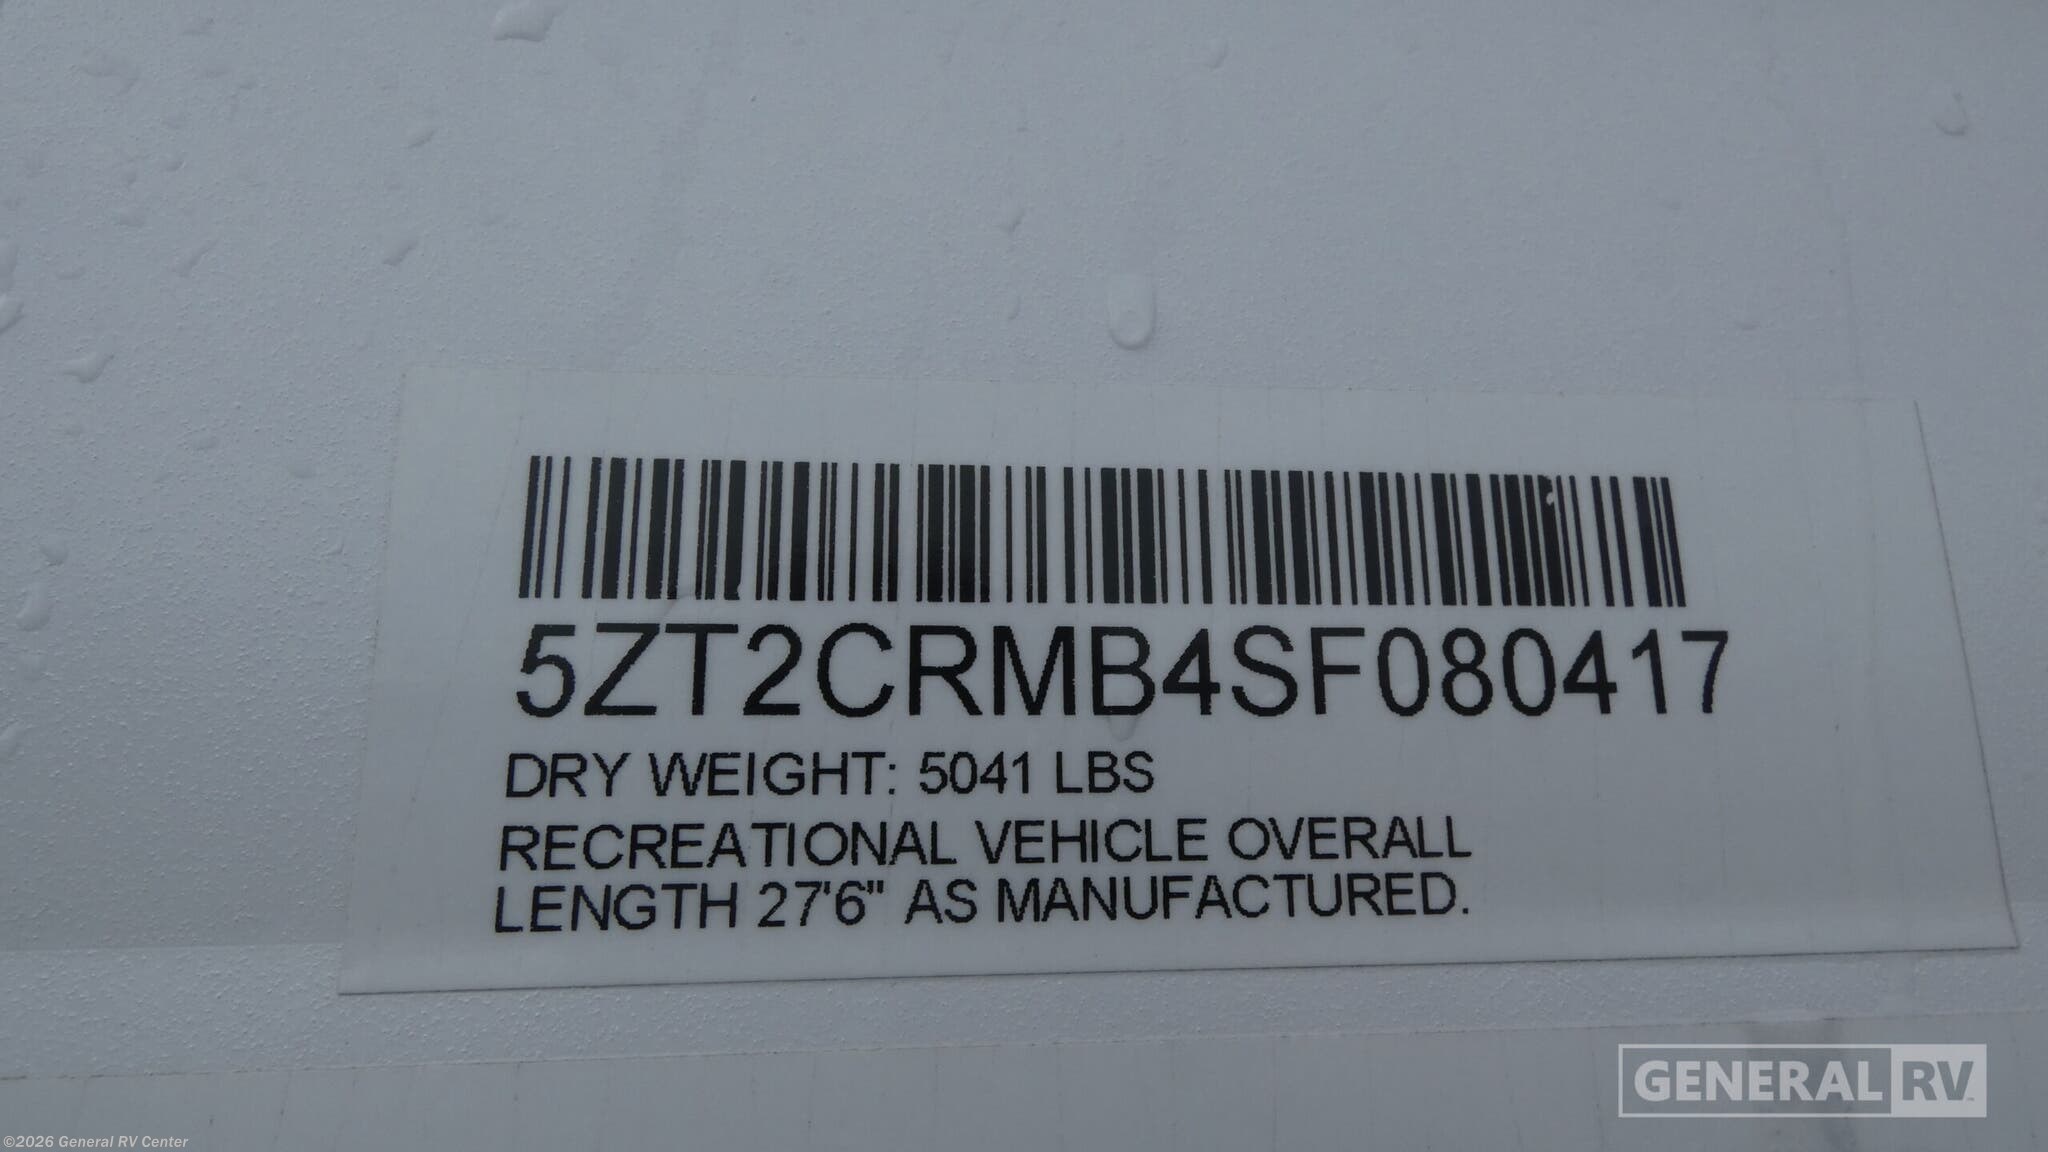 5ZT2CRMB4SF080417
DRY WEIGHT: 5041 LBS
RECREATIONAL VEHICLE OVERALL
LENGTH 27'6" AS MANUFACTURED.
GENERAL RV
©2026 General RV Center